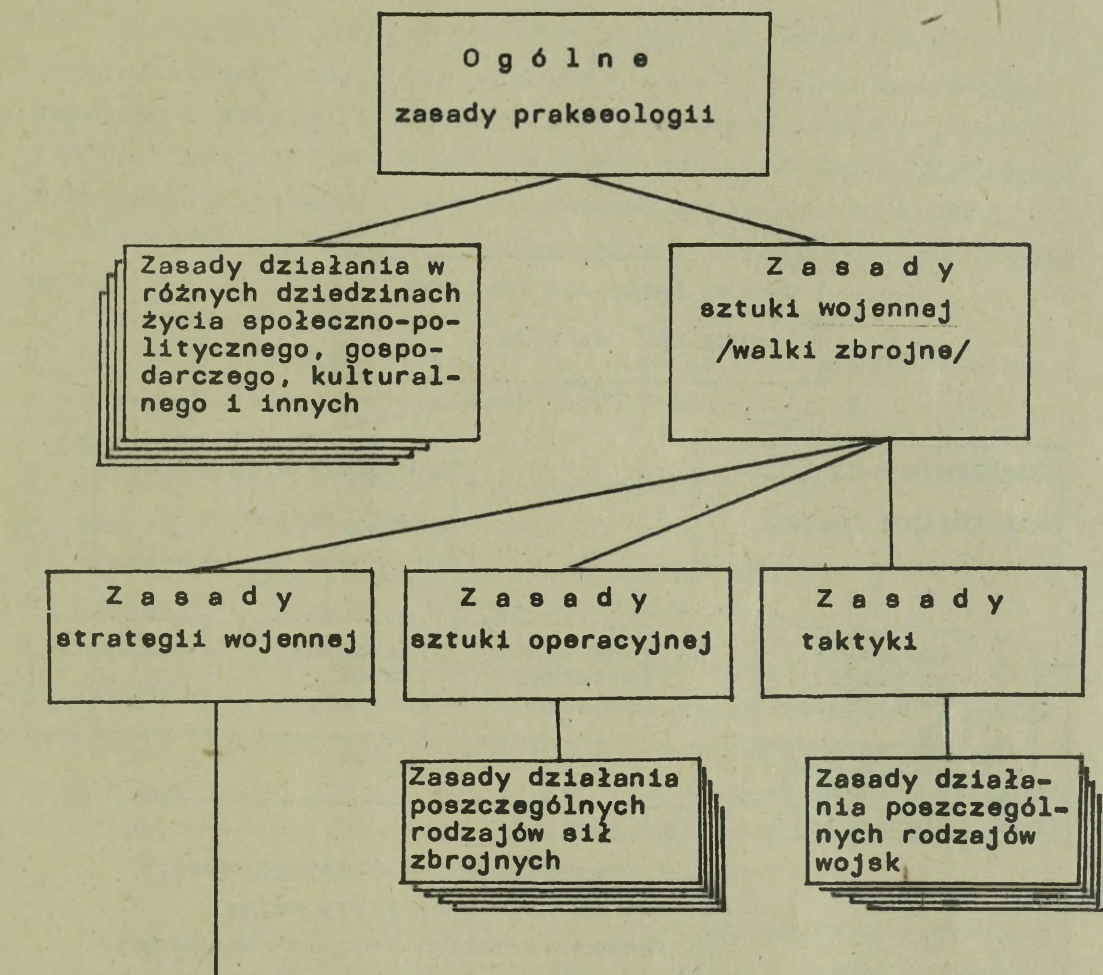 O g ó l n e
zasady prakseologii
Zasady działania w
różnych dziedzinach
życia społeczno-po-
litycznego, gospo-
darczego, kultural-
nego i innych
Z a s a d y
sztuki wojennej
/walki zbrojne/
Z a s a d y
strategii wojennej
Z a s a d y
sztuki operacyjnej
Z a s a d y
taktyki
Zasady działania
poszczególnych
rodzajów sił
zbrojnych
Zasady działa-
nia poszczegól-
nych rodzajów
wojsk